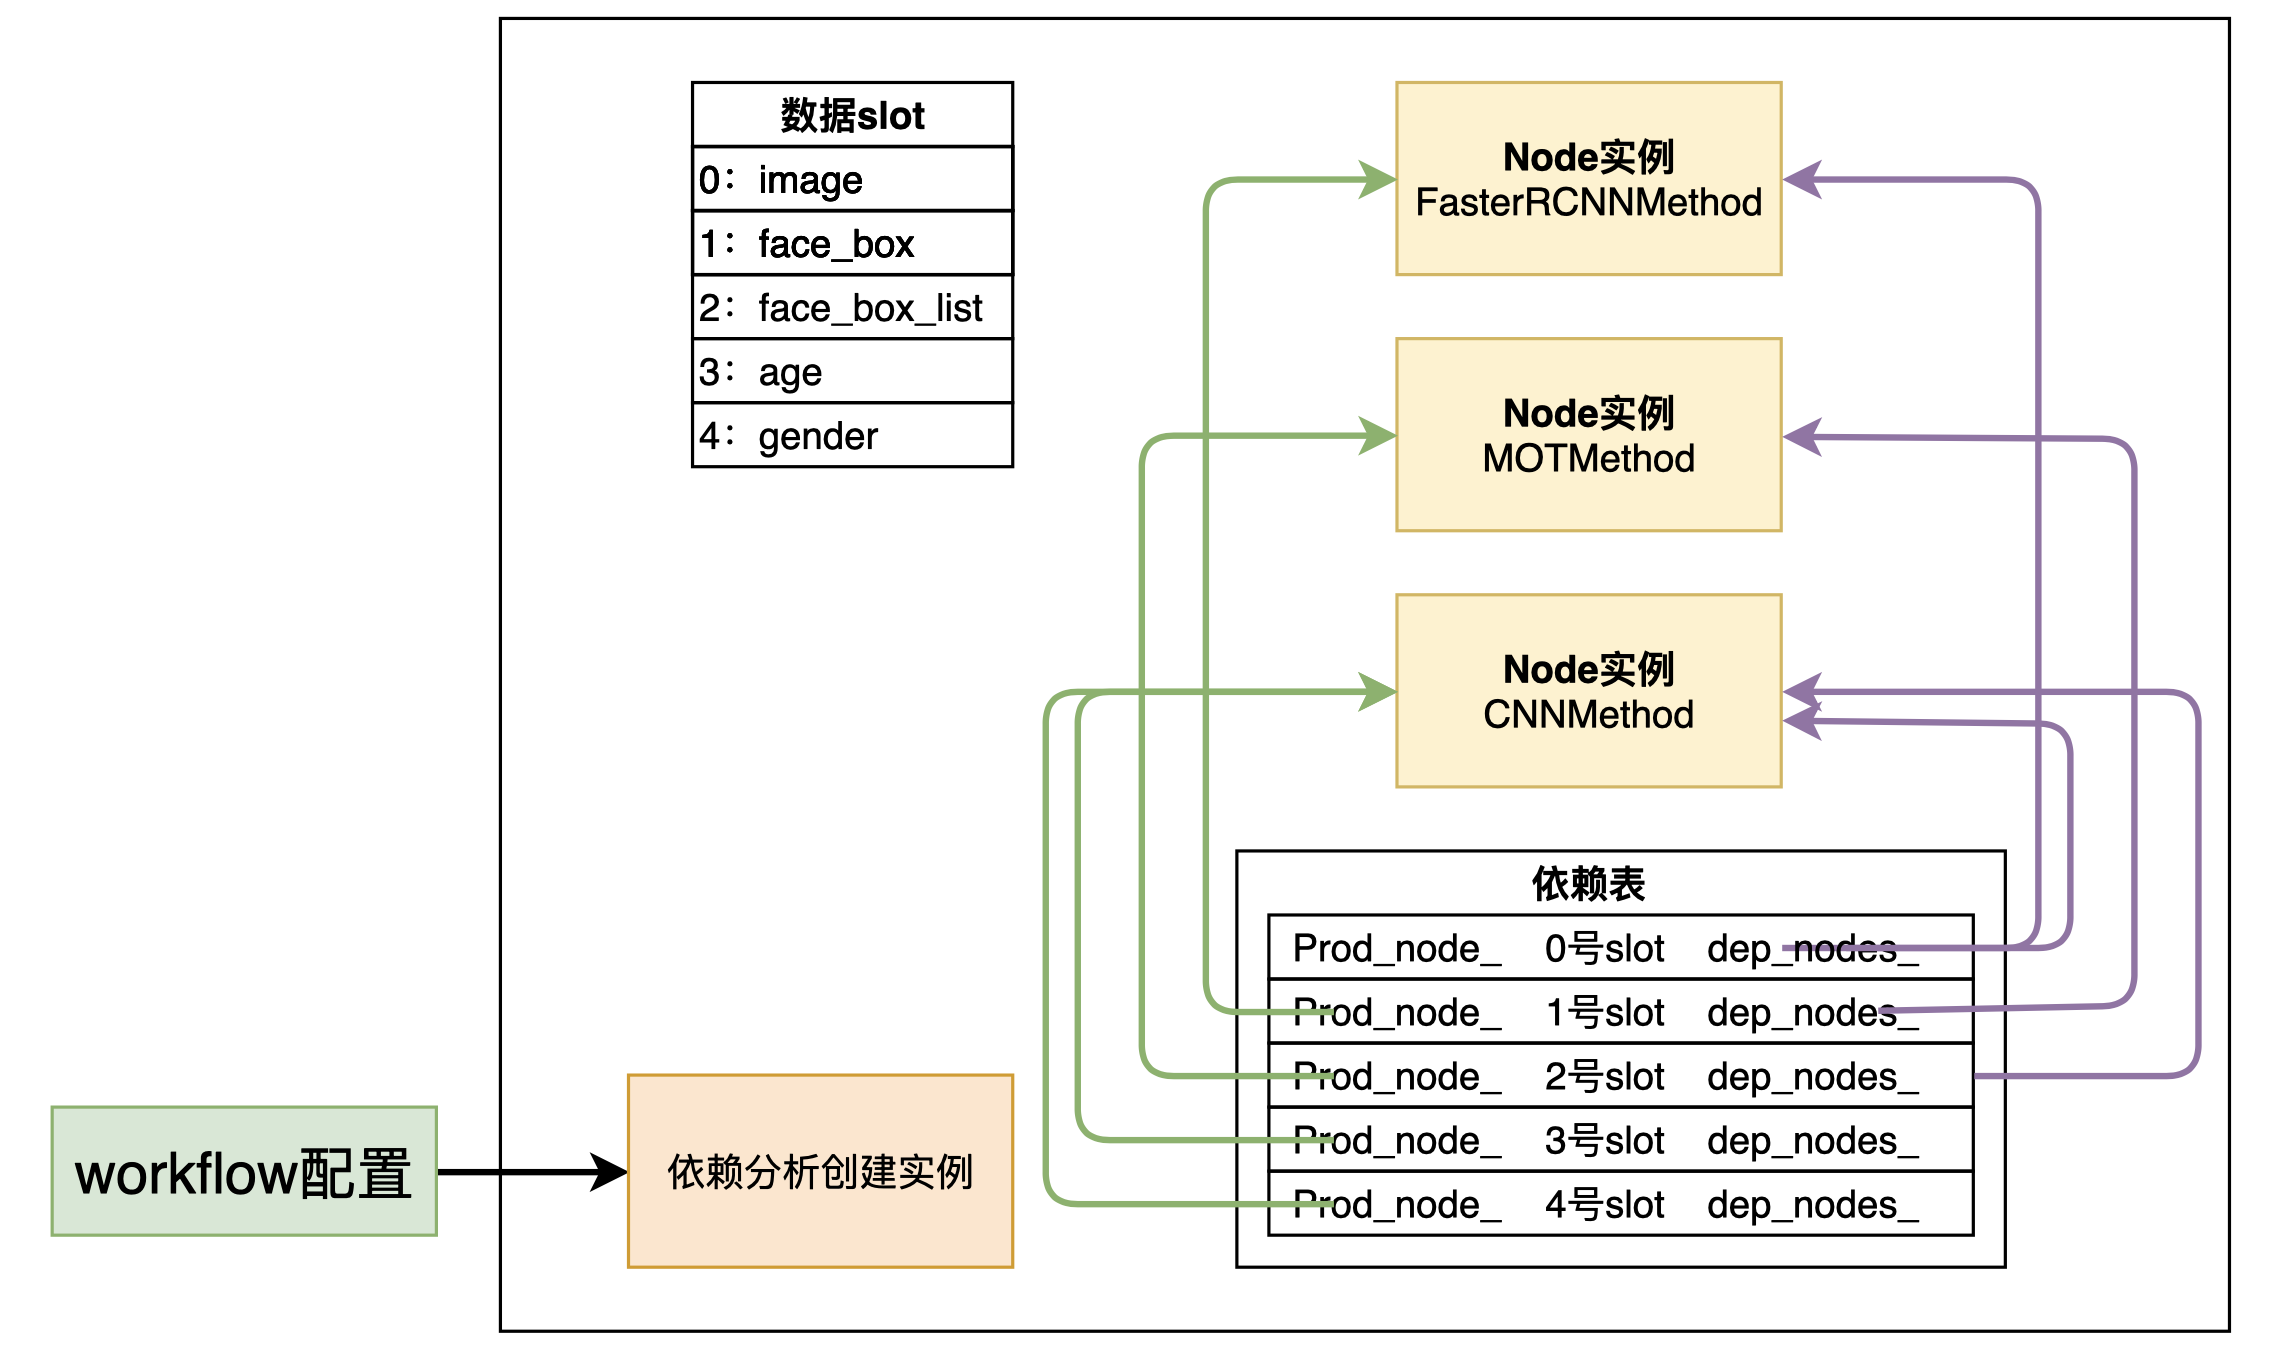 数据slot
0：image
1：face_box
2：face_box_list
3：age
4：gender
Node实例
FasterRCNNMethod
Node实例
MOTMethod
Node实例
CNNMethod
依赖表
Prod_node_ 0号slot dep_nodes_
Prod_node_ 1号slot dep_nodes_
Prod_node_ 2号slot dep_nodes_
Prod_node_ 3号slot dep_nodes_
Prod_node_ 4号slot dep_nodes_
workflow配置
依赖分析创建实例